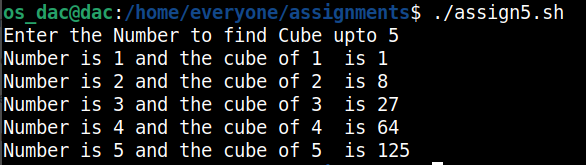 os_dac@dac:/home/everyone/assignments$ ./assign5.sh
Enter the Number to find Cube upto 5
Number is 1 and the cube of 1  is 1
Number is 2 and the cube of 2  is 8
Number is 3 and the cube of 3  is 27
Number is 4 and the cube of 4  is 64
Number is 5 and the cube of 5  is 125